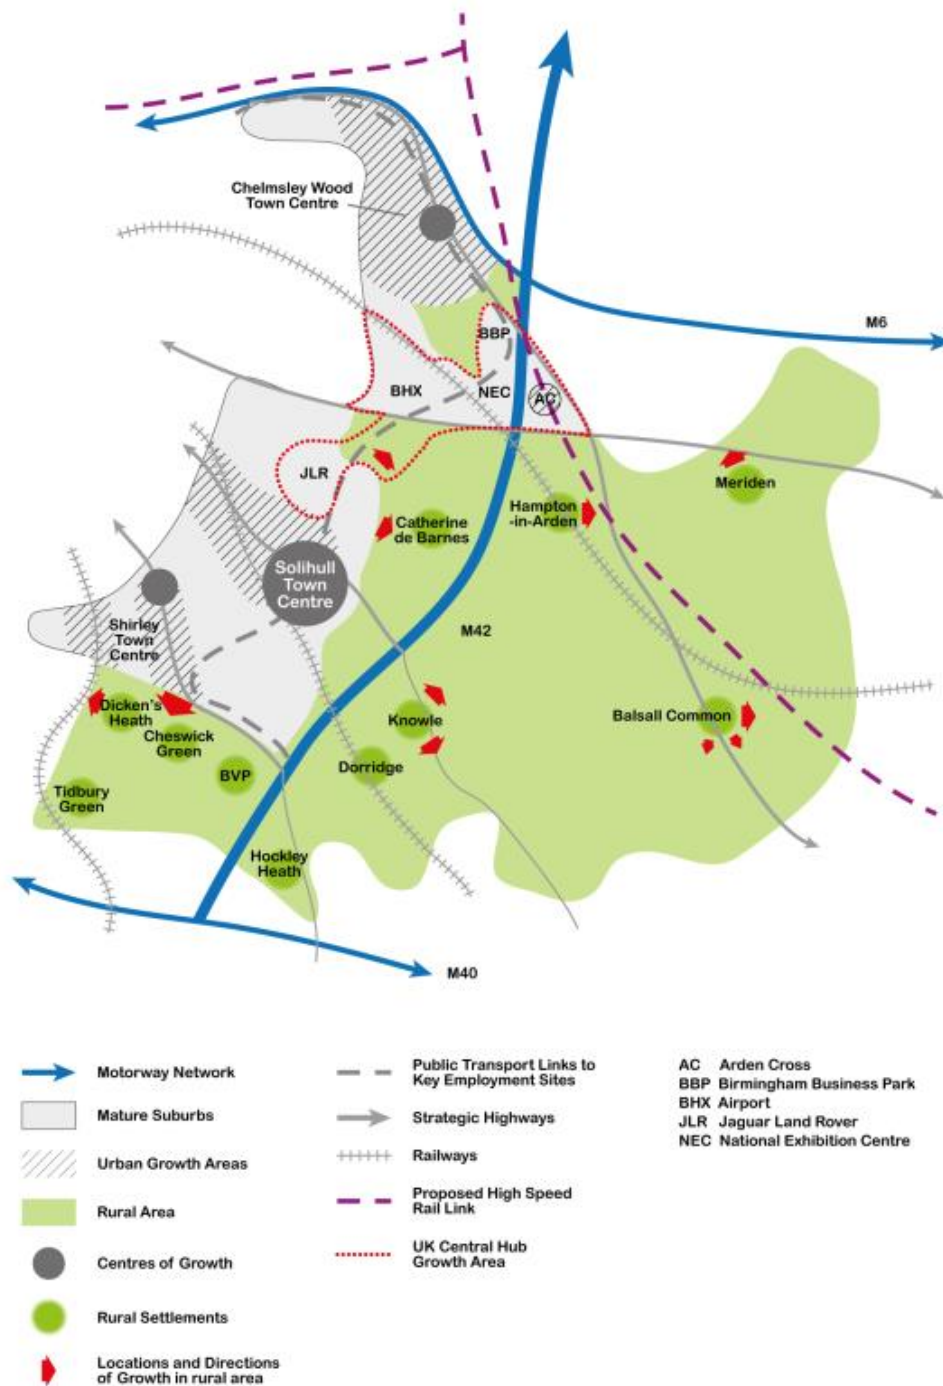 Chelmsley Wood
Town Centre
M6
BBP
BHX
NEC
AC
JLR
Meriden
Hampton
-in-Arden
Catherine
de Barnes
Solihull
Town
Centre
Shirley
Town
Centre
M42
Dicken's
Heath
Cheswick
Green
Knowle
Balsall Common
BVP
Dorridge
Tidbury
Green
Hockley
Heath
M40
Motorway Network
Mature Suburbs
Urban Growth Areas
Rural Area
Centres of Growth
Rural Settlements
Locations and Directions
of Growth in rural area
Public Transport Links to
Key Employment Sites
Strategic Highways
Railways
Proposed High Speed
Rail Link
UK Central Hub
Growth Area
AC Arden Cross
BBP Birmingham Business Park
BHX Airport
JLR Jaguar Land Rover
NEC National Exhibition Centre